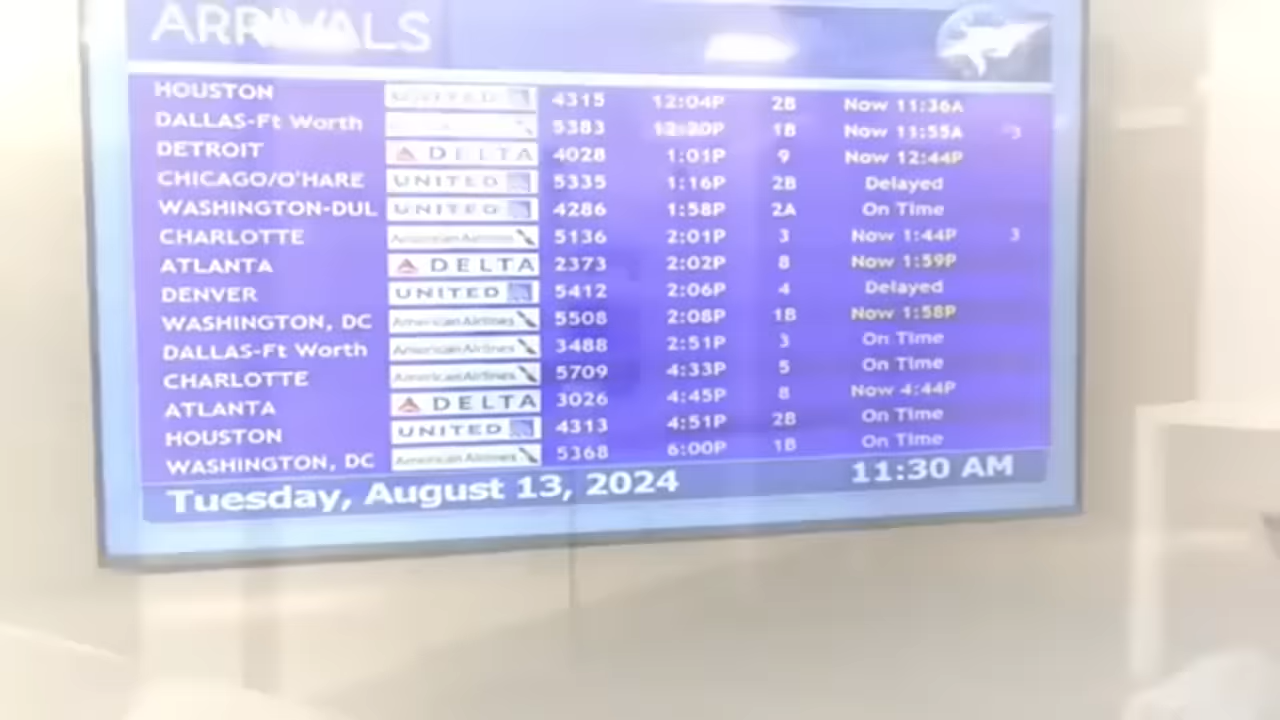 ARRIVALS
HOUSTON UNITED 4315 12:04P 2B Now 11:36A
DALLAS-Ft Worth 5383 12:20P 1B Now 11:55A 3
DETROIT DELTA 4028 1:01P 9 Now 12:44P
CHICAGO/O'HARE UNITED 5335 1:16P 2B Delayed
WASHINGTON-DUL UNITED 4286 1:58P 2A On Time
CHARLOTTE American Airlines 5136 2:01P 3 Now 1:44P 3
ATLANTA DELTA 2373 2:02P 8 Now 1:59P
DENVER UNITED 5412 2:06P 4 Delayed
WASHINGTON, DC American Airlines 5508 2:08P 1B Now 1:58P
DALLAS-Ft Worth American Airlines 3488 2:51P 3 On Time
CHARLOTTE American Airlines 5709 4:33P 5 On Time
ATLANTA DELTA 3026 4:45P 8 Now 4:44P
HOUSTON UNITED 4313 4:51P 2B On Time
WASHINGTON, DC American Airlines 5368 6:00P 1B On Time
Tuesday, August 13, 2024 11:30 AM